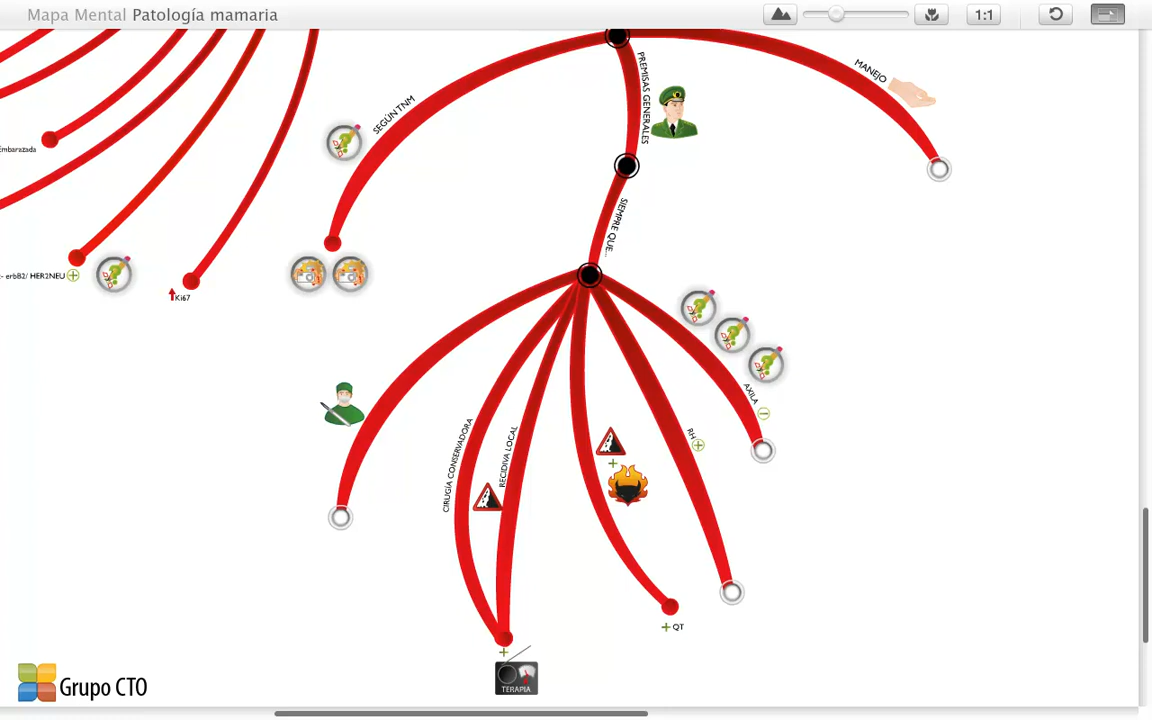 Mapa Mental Patología mamaria
1:1
PREMISAS GENERALES
MANEJO
SEGÚN TNM
Embarazada
SIEMPRE QUE...
- erbB2/ HER2NEU +
Ki67
AXILA −
RH +
CIRUGÍA CONSERVADORA
RECIDIVA LOCAL
+
+ QT
+
TERAPIA
Grupo CTO